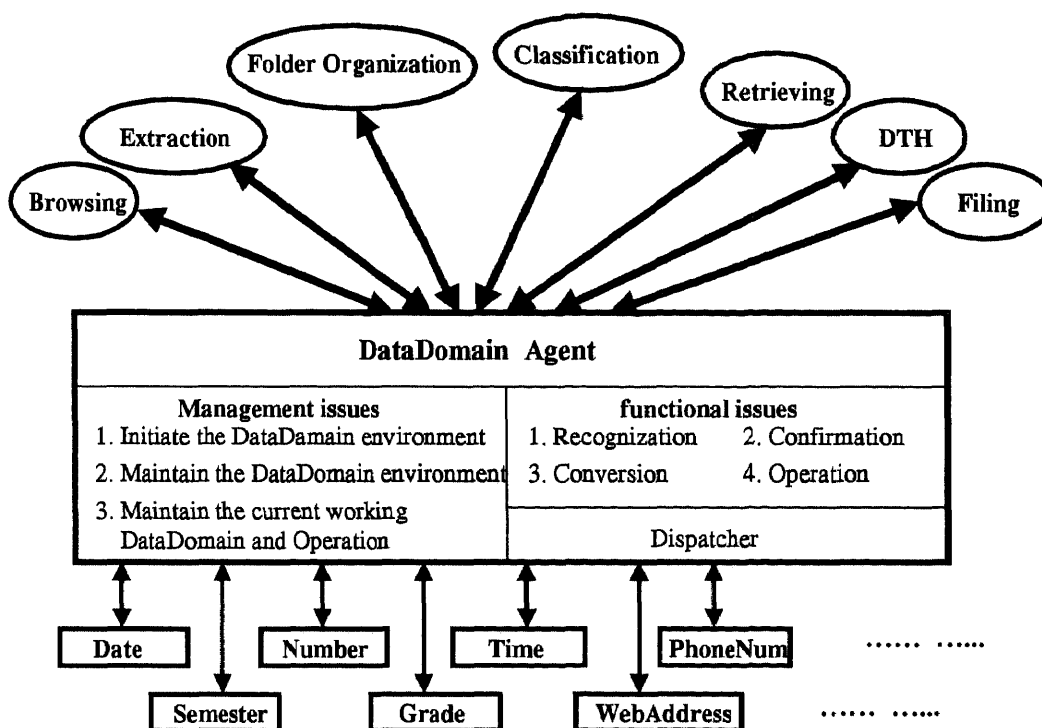 Folder Organization
Classification
Retrieving
Extraction
DTH
Browsing
Filing
DataDomain Agent
Management issues
1. Initiate the DataDamain environment
2. Maintain the DataDomain environment
3. Maintain the current working
DataDomain and Operation
functional issues
1. Recognization 2. Confirmation
3. Conversion 4. Operation
Dispatcher
Date
Number
Time
PhoneNum
...... ......
Semester
Grade
WebAddress
...... ......